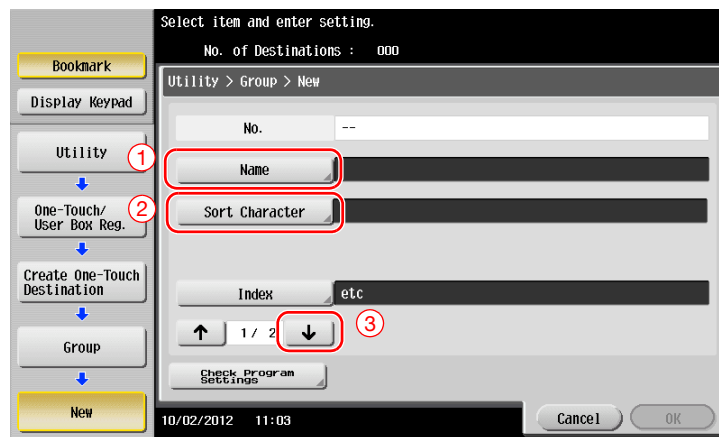 Select item and enter setting.
No. of Destinations : 000
Bookmark
Display Keypad
Utility
One-Touch/
User Box Reg.
Create One-Touch
Destination
Group
New
Utility > Group > New
No.
--
1
Name
2
Sort Character
Index
etc
↑ 1/ 2 ↓
3
Check Program
Settings
10/02/2012 11:03
Cancel
OK